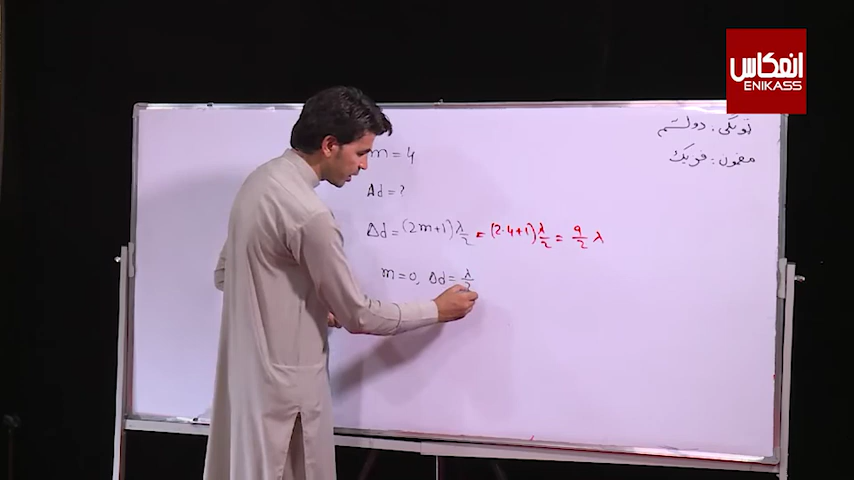 انعکاس
ENIKASS
ټولګی: دولسم
مضمون: فزیک
m = 4
Δd = ?
Δd = (2m+1) λ/2 = (2·4+1) λ/2 = 9/2 λ
m = 0, Δd = λ/2